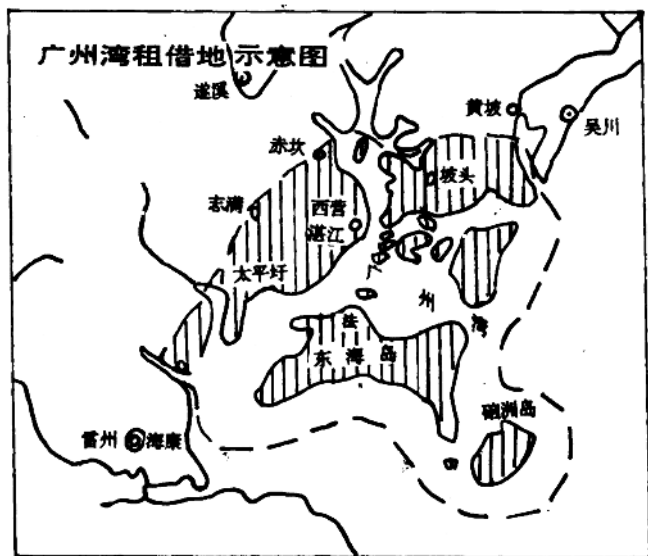 广州湾租借地示意图
遂溪
黄坡
吴川
赤坎
坡头
志满
西营
湛江
太平圩
广
州
湾
法
东海岛
硇洲岛
雷州
海康